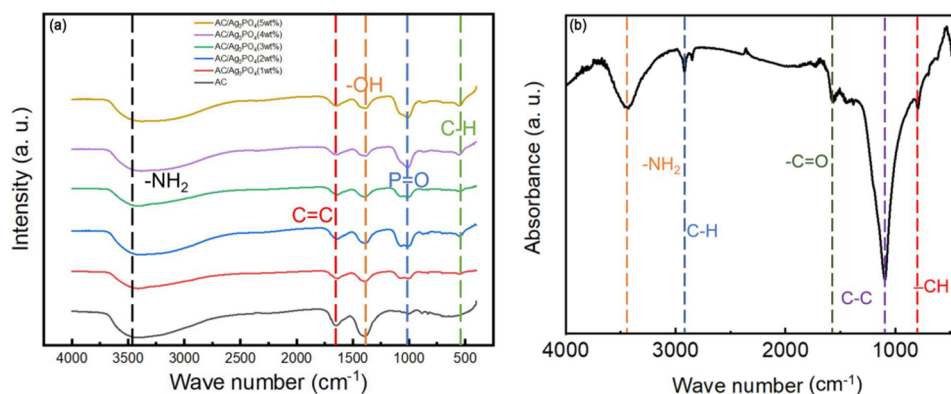 (a)
AC/Ag₃PO₄(5wt%)
AC/Ag₃PO₄(4wt%)
AC/Ag₃PO₄(3wt%)
AC/Ag₃PO₄(2wt%)
AC/Ag₃PO₄(1wt%)
AC
-OH
C-H
-NH₂
P=O
C=C
Intensity (a. u.)
4000 3500 3000 2500 2000 1500 1000 500
Wave number (cm⁻¹)
(b)
-NH₂
-C=O
C-H
C-C
-CH
Absorbance (a. u.)
4000 3000 2000 1000
Wave number (cm⁻¹)